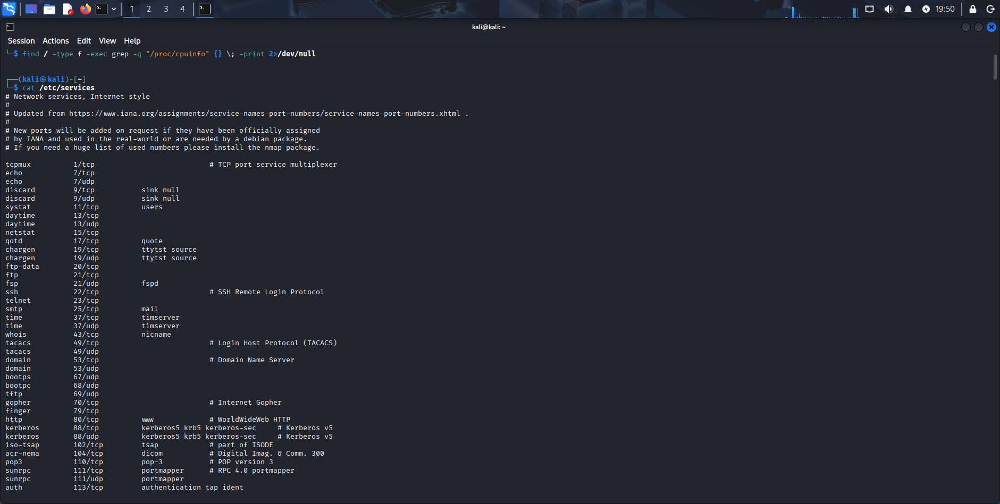 1 2 3 4 19:50
kali@kali: ~
Session Actions Edit View Help
└─$ find / -type f -exec grep -q "/proc/cpuinfo" {} \; -print 2>/dev/null
┌──(kali㉿kali)-[~]
└─$ cat /etc/services
# Network services, Internet style
#
# Updated from https://www.iana.org/assignments/service-names-port-numbers/service-names-port-numbers.xhtml .
#
# New ports will be added on request if they have been officially assigned
# by IANA and used in the real-world or are needed by a debian package.
# If you need a huge list of used numbers please install the nmap package.
tcpmux 1/tcp # TCP port service multiplexer
echo 7/tcp
echo 7/udp
discard 9/tcp sink null
discard 9/udp sink null
systat 11/tcp users
daytime 13/tcp
daytime 13/udp
netstat 15/tcp
qotd 17/tcp quote
chargen 19/tcp ttytst source
chargen 19/udp ttytst source
ftp-data 20/tcp
ftp 21/tcp
fsp 21/udp fspd
ssh 22/tcp # SSH Remote Login Protocol
telnet 23/tcp
smtp 25/tcp mail
time 37/tcp timserver
time 37/udp timserver
whois 43/tcp nicname
tacacs 49/tcp # Login Host Protocol (TACACS)
tacacs 49/udp
domain 53/tcp # Domain Name Server
domain 53/udp
bootps 67/udp
bootpc 68/udp
tftp 69/udp
gopher 70/tcp # Internet Gopher
finger 79/tcp
http 80/tcp www # WorldWideWeb HTTP
kerberos 88/tcp kerberos5 krb5 kerberos-sec # Kerberos v5
kerberos 88/udp kerberos5 krb5 kerberos-sec # Kerberos v5
iso-tsap 102/tcp tsap # part of ISODE
acr-nema 104/tcp dicom # Digital Imag. & Comm. 300
pop3 110/tcp pop-3 # POP version 3
sunrpc 111/tcp portmapper # RPC 4.0 portmapper
sunrpc 111/udp portmapper
auth 113/tcp authentication tap ident